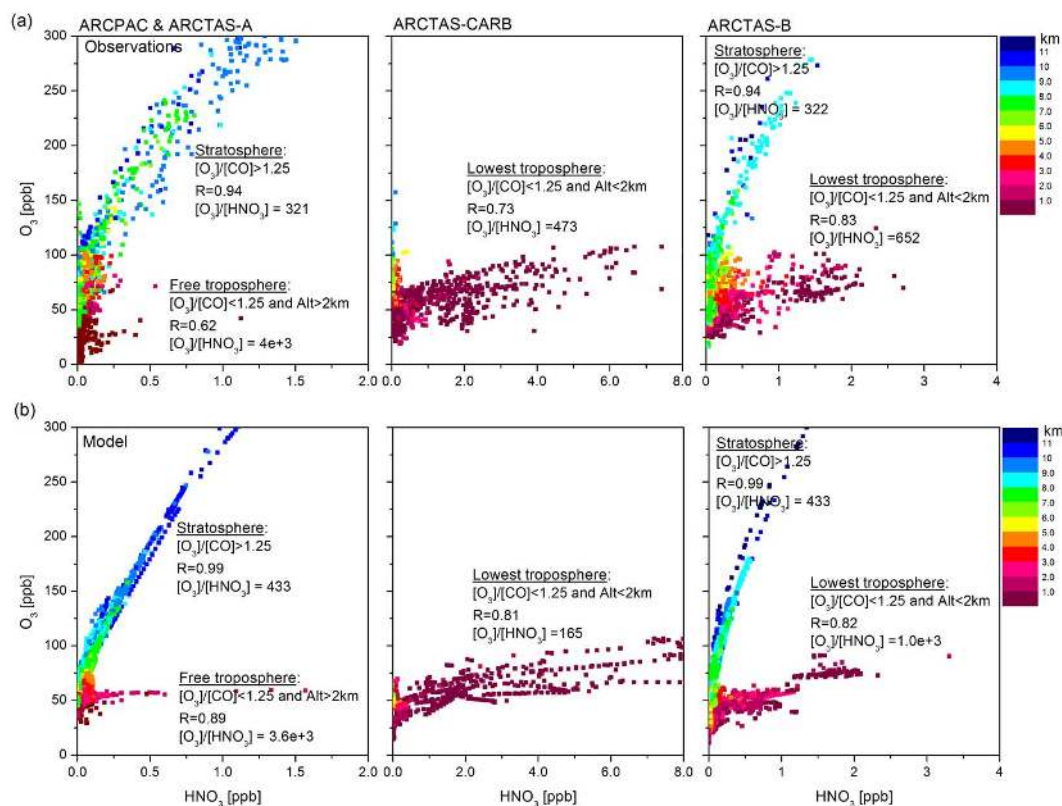 (a)
ARCPAC & ARCTAS-A
ARCTAS-CARB
ARCTAS-B
Observations
300
250
200
150
100
50
0
O₃ [ppb]
Stratosphere:
[O₃]/[CO]>1.25
R=0.94
[O₃]/[HNO₃] = 321
Free troposphere:
[O₃]/[CO]<1.25 and Alt>2km
R=0.62
[O₃]/[HNO₃] = 4e+3
0.0 0.5 1.0 1.5 2.0
Lowest troposphere:
[O₃]/[CO]<1.25 and Alt<2km
R=0.73
[O₃]/[HNO₃] =473
0.0 2.0 4.0 6.0 8.0
Stratosphere:
[O₃]/[CO]>1.25
R=0.94
[O₃]/[HNO₃] = 322
Lowest troposphere:
[O₃]/[CO]<1.25 and Alt<2km
R=0.83
[O₃]/[HNO₃] =652
0 1 2 3 4
km
11
10
9.0
8.0
7.0
6.0
5.0
4.0
3.0
2.0
1.0
(b)
Model
300
250
200
150
100
50
0
O₃ [ppb]
Stratosphere:
[O₃]/[CO]>1.25
R=0.99
[O₃]/[HNO₃] = 433
Free troposphere:
[O₃]/[CO]<1.25 and Alt>2km
R=0.89
[O₃]/[HNO₃] = 3.6e+3
0.0 0.5 1.0 1.5 2.0
HNO₃ [ppb]
Lowest troposphere:
[O₃]/[CO]<1.25 and Alt<2km
R=0.81
[O₃]/[HNO₃] =165
0.0 2.0 4.0 6.0 8.0
HNO₃ [ppb]
Stratosphere:
[O₃]/[CO]>1.25
R=0.99
[O₃]/[HNO₃] = 433
Lowest troposphere:
[O₃]/[CO]<1.25 and Alt<2km
R=0.82
[O₃]/[HNO₃] =1.0e+3
0 1 2 3 4
HNO₃ [ppb]
km
11
10
9.0
8.0
7.0
6.0
5.0
4.0
3.0
2.0
1.0